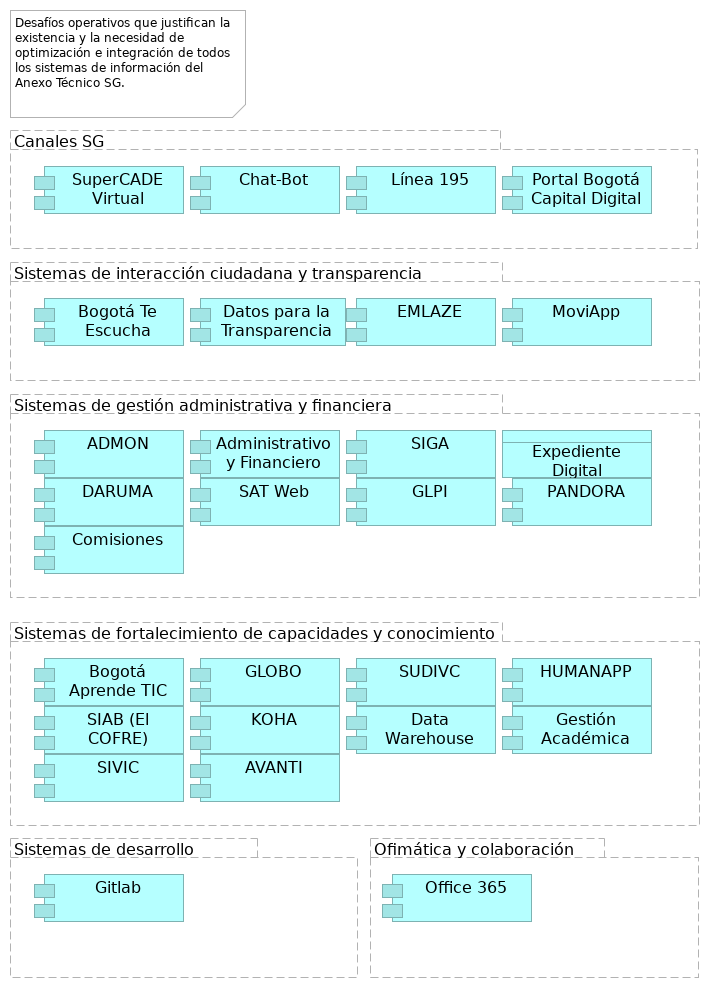 Desafíos operativos que justifican la
existencia y la necesidad de
optimización e integración de todos
los sistemas de información del
Anexo Técnico SG.
Canales SG
SuperCADE
Virtual
Chat-Bot
Línea 195
Portal Bogotá
Capital Digital
Sistemas de interacción ciudadana y transparencia
Bogotá Te
Escucha
Datos para la
Transparencia
EMLAZE
MoviApp
Sistemas de gestión administrativa y financiera
ADMON
Administrativo
y Financiero
SIGA
Expediente
Digital
DARUMA
SAT Web
GLPI
PANDORA
Comisiones
Sistemas de fortalecimiento de capacidades y conocimiento
Bogotá
Aprende TIC
GLOBO
SUDIVC
HUMANAPP
SIAB (El
COFRE)
KOHA
Data
Warehouse
Gestión
Académica
SIVIC
AVANTI
Sistemas de desarrollo
Gitlab
Ofimática y colaboración
Office 365